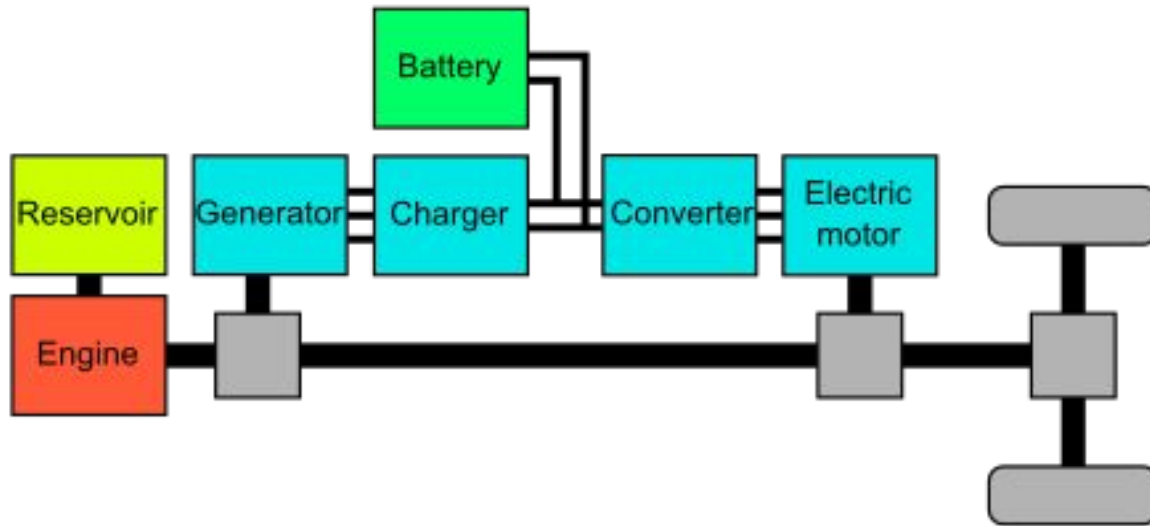 Battery
Reservoir
Generator
Charger
Converter
Electric
motor
Engine